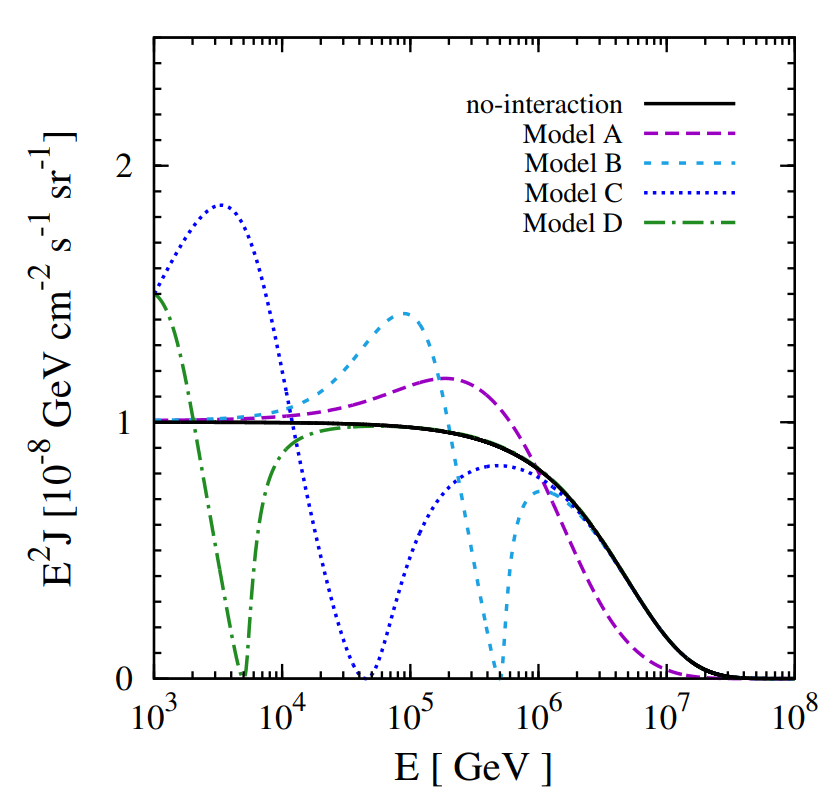 no-interaction
Model A
Model B
Model C
Model D
2
1
0
E²J [10⁻⁸ GeV cm⁻² s⁻¹ sr⁻¹]
10³ 10⁴ 10⁵ 10⁶ 10⁷ 10⁸
E [ GeV ]